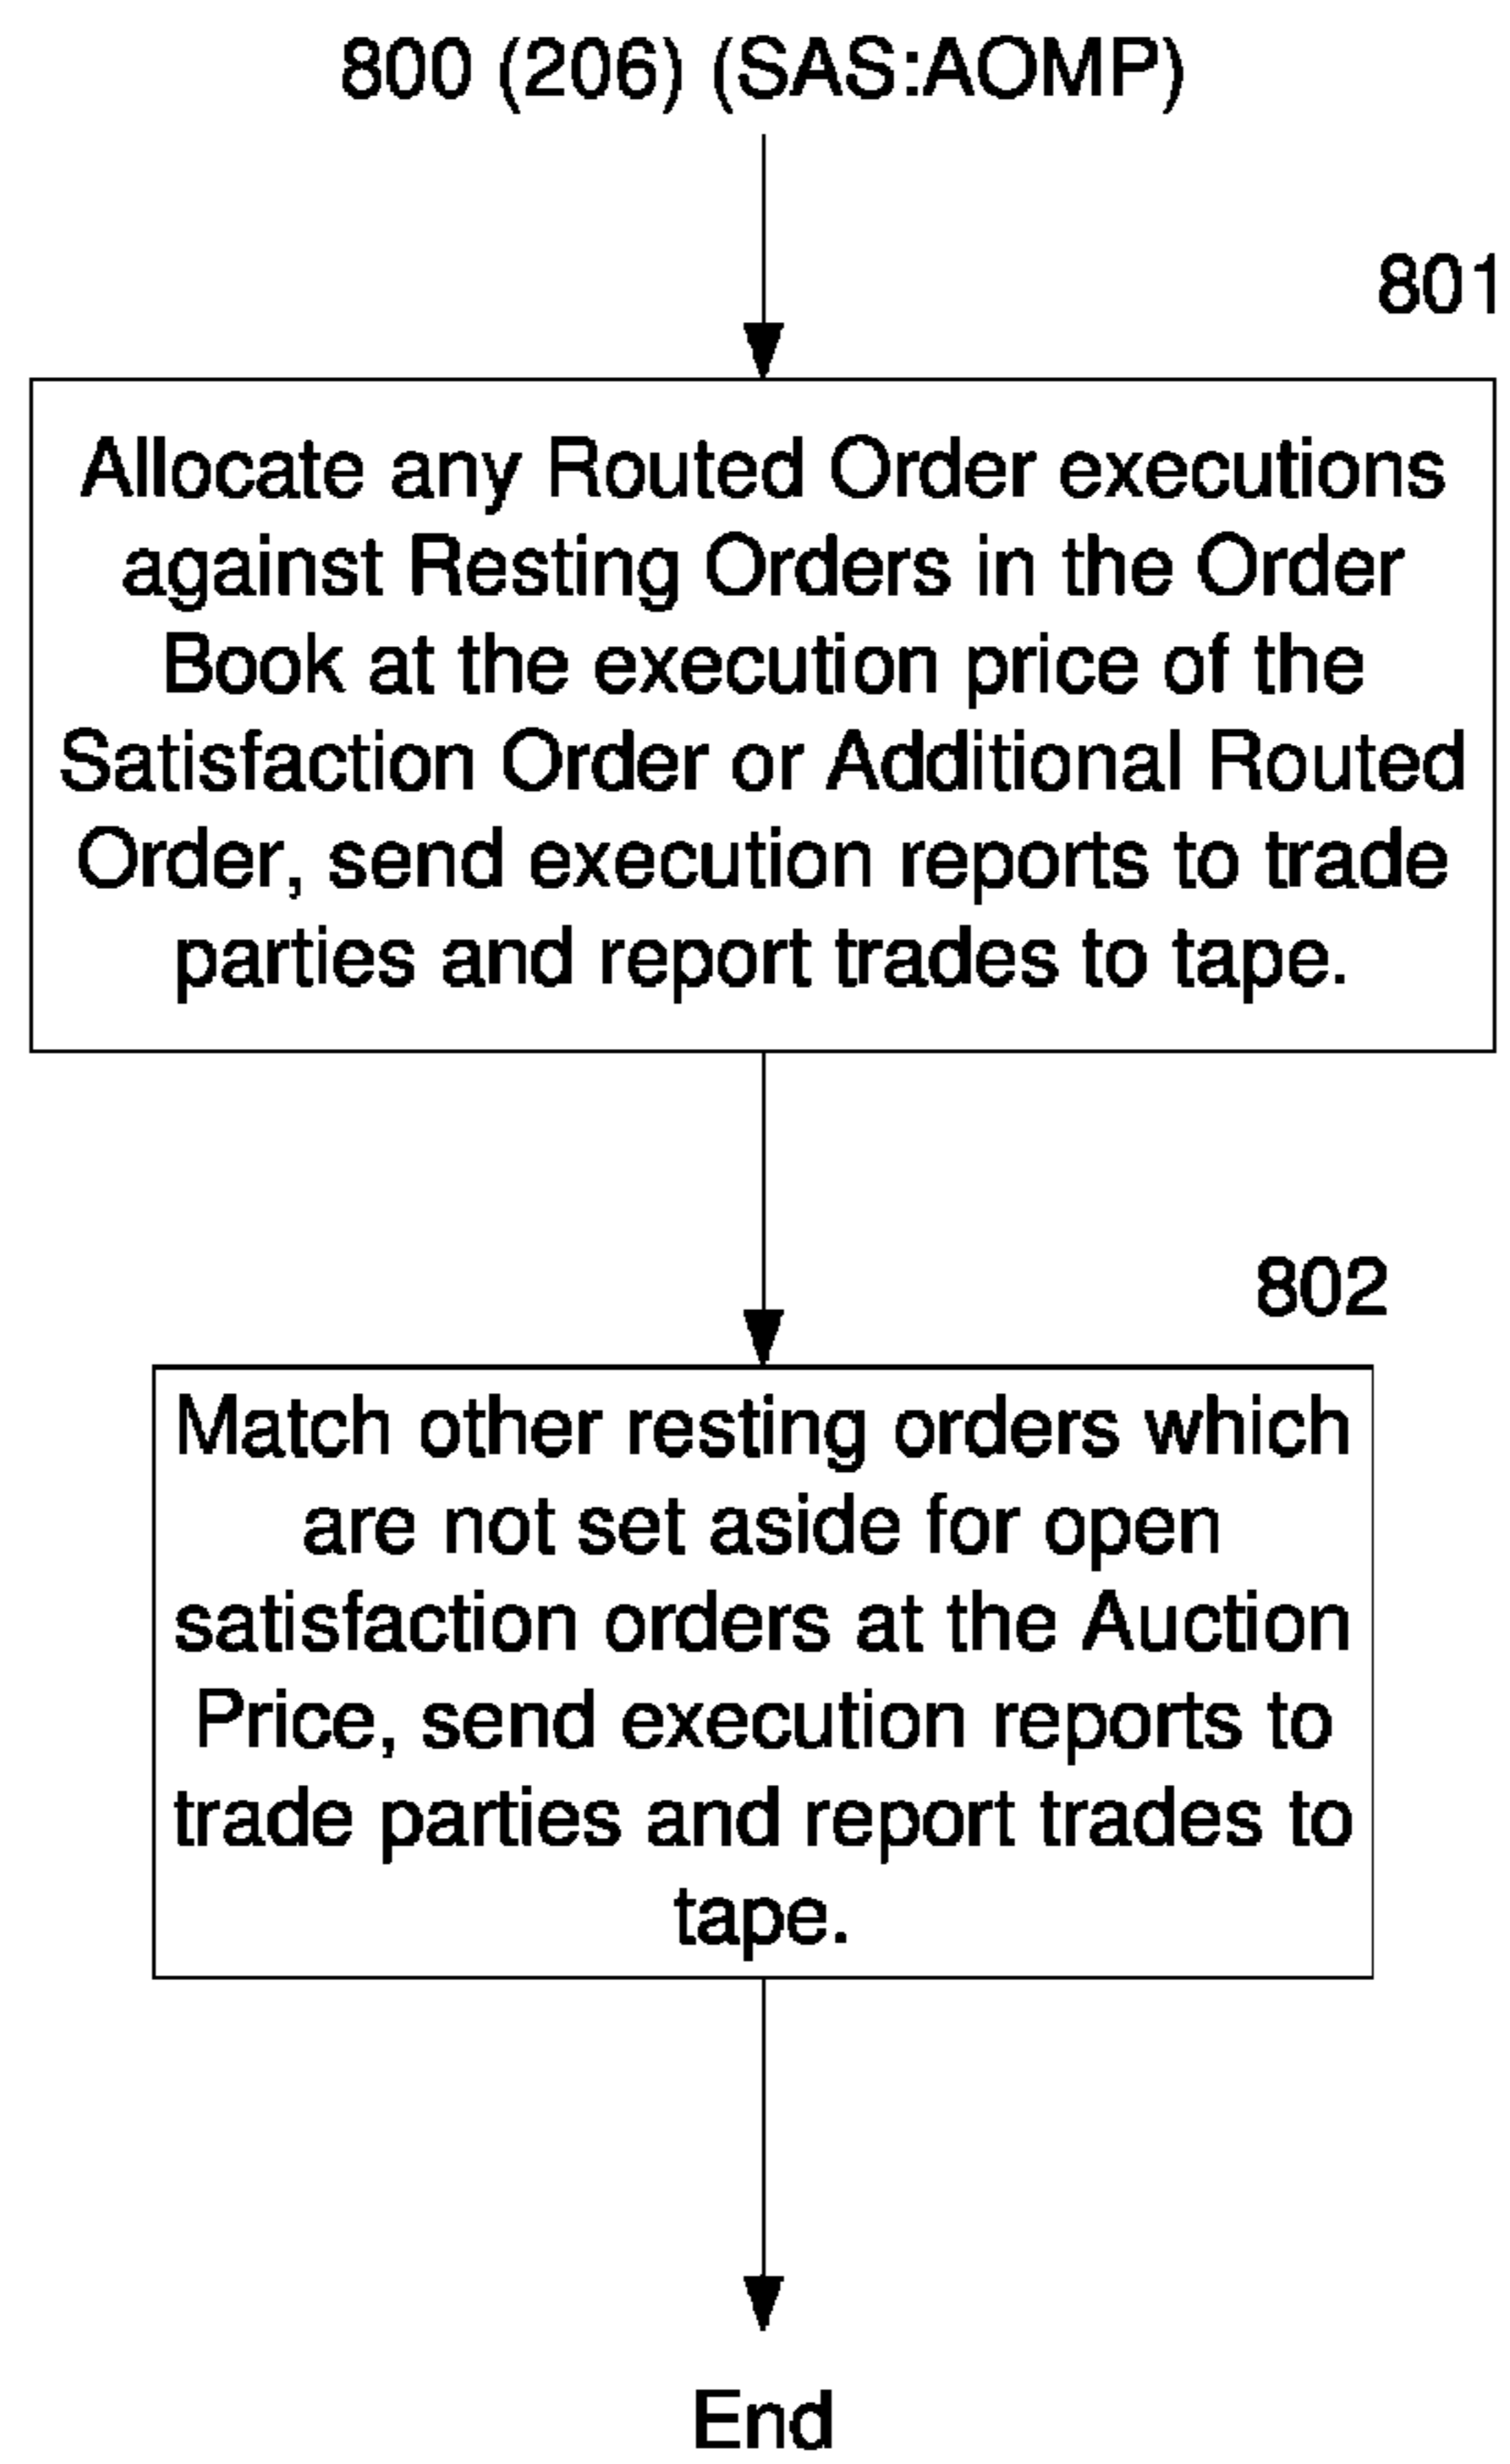 800 (206) (SAS:AOMP)
801
Allocate any Routed Order executions
against Resting Orders in the Order
Book at the execution price of the
Satisfaction Order or Additional Routed
Order, send execution reports to trade
parties and report trades to tape.
802
Match other resting orders which
are not set aside for open
satisfaction orders at the Auction
Price, send execution reports to
trade parties and report trades to
tape.
End